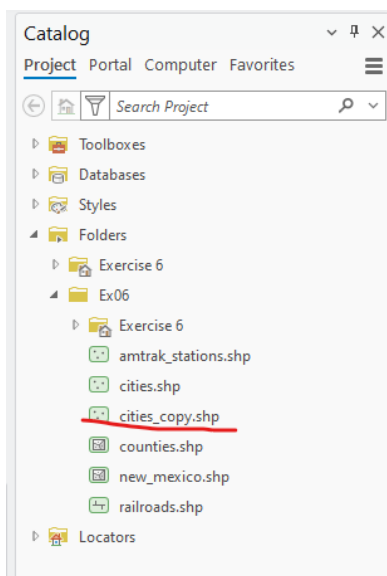 Catalog
Project Portal Computer Favorites
Search Project
Toolboxes
Databases
Styles
Folders
Exercise 6
Ex06
Exercise 6
amtrak_stations.shp
cities.shp
cities_copy.shp
counties.shp
new_mexico.shp
railroads.shp
Locators